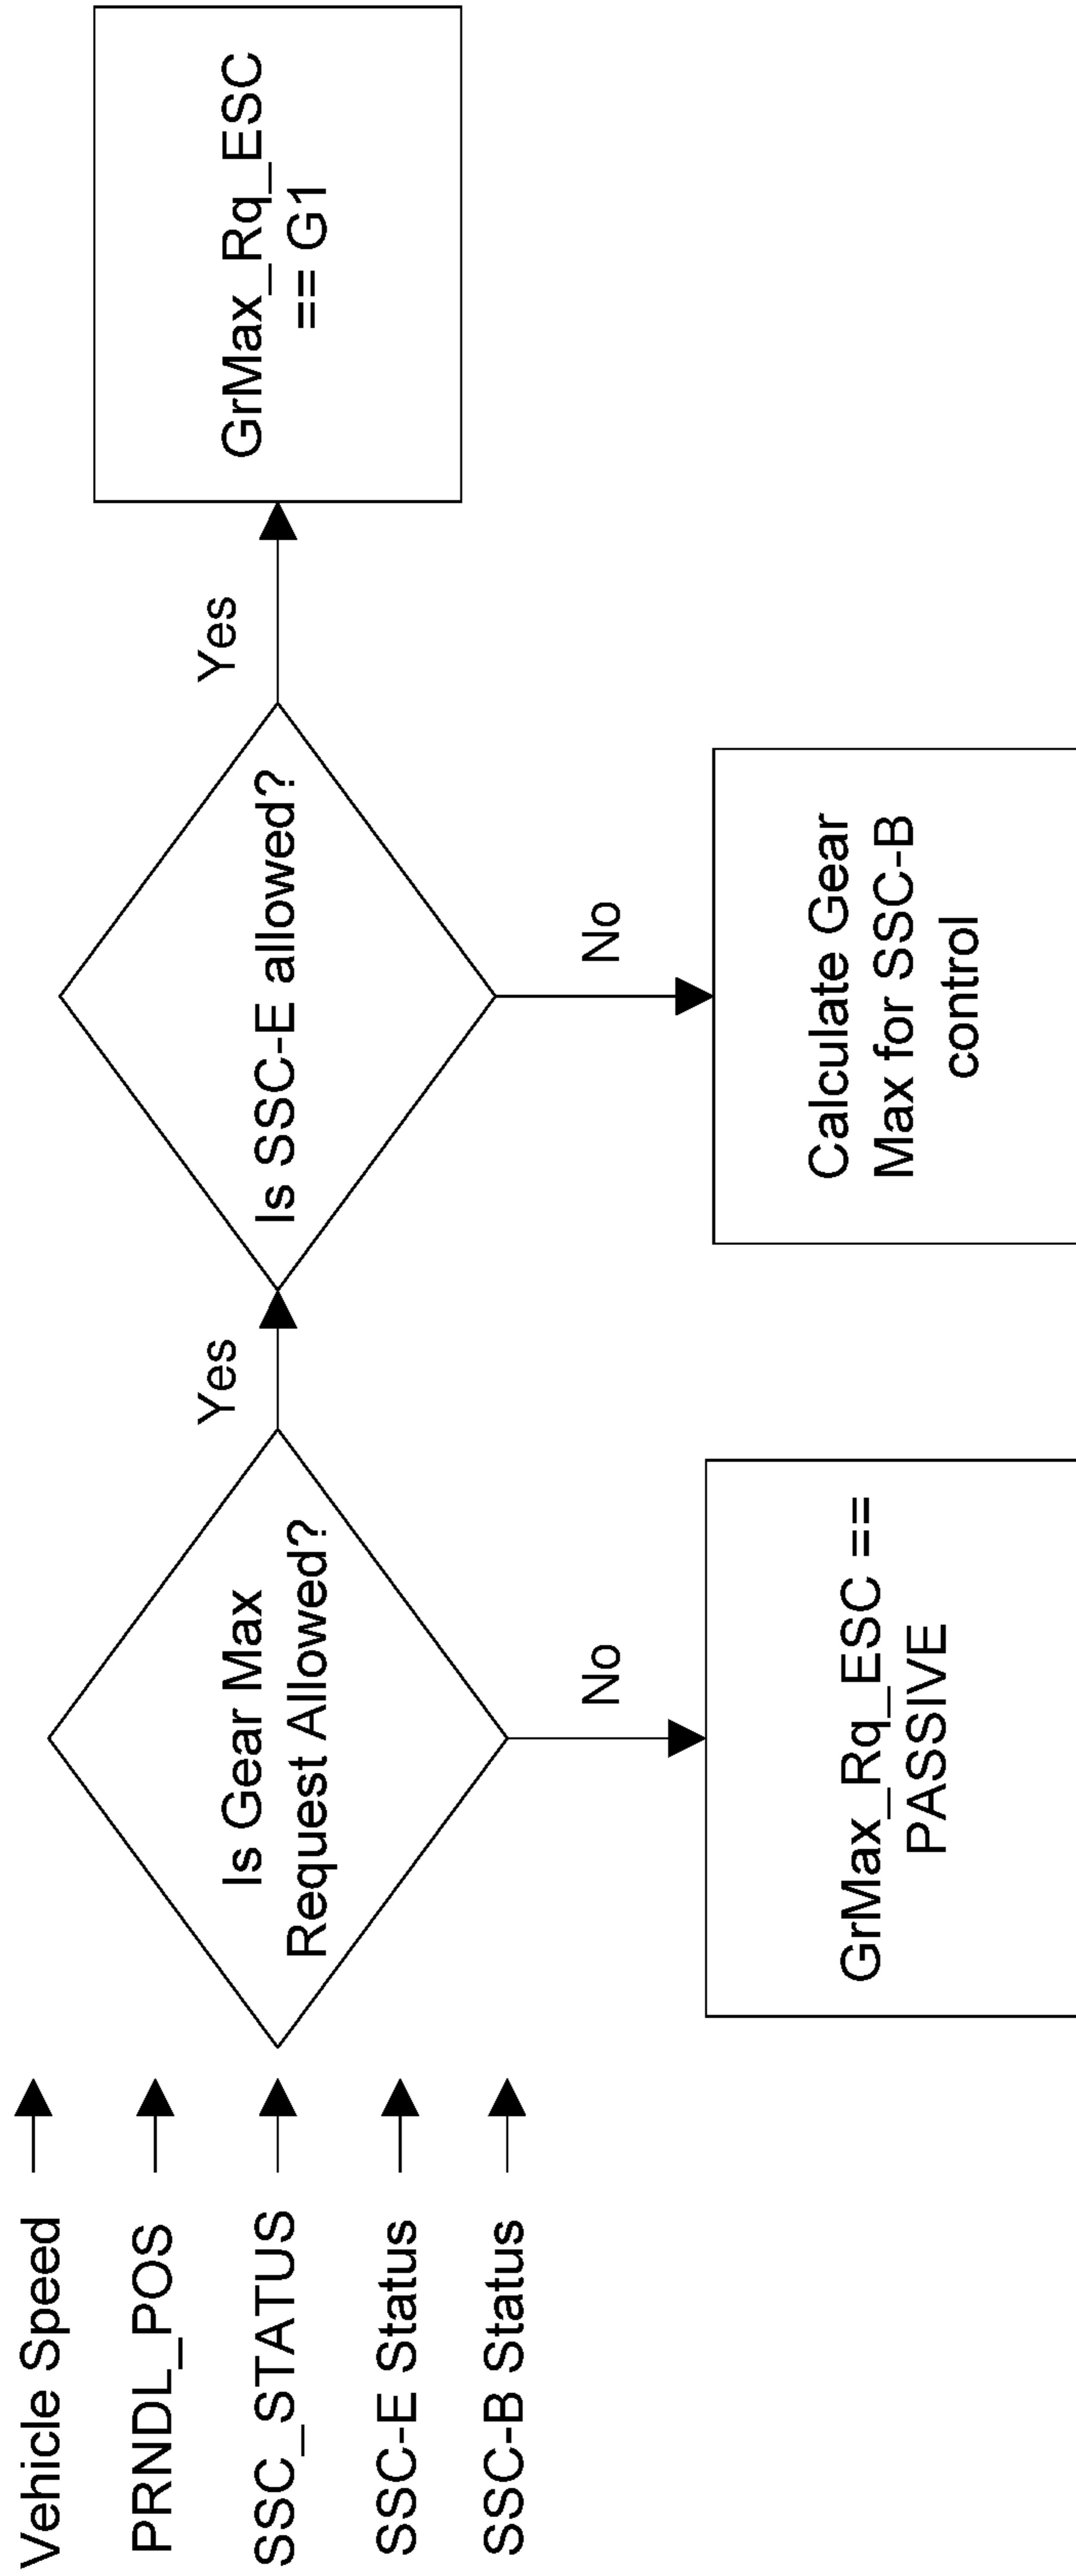 Vehicle Speed
PRNDL_POS
SSC_STATUS
SSC-E Status
SSC-B Status
Is Gear Max
Request Allowed?
Yes
No
GrMax_Rq_ESC ==
PASSIVE
Is SSC-E allowed?
Yes
No
Calculate Gear
Max for SSC-B
control
GrMax_Rq_ESC
== G1